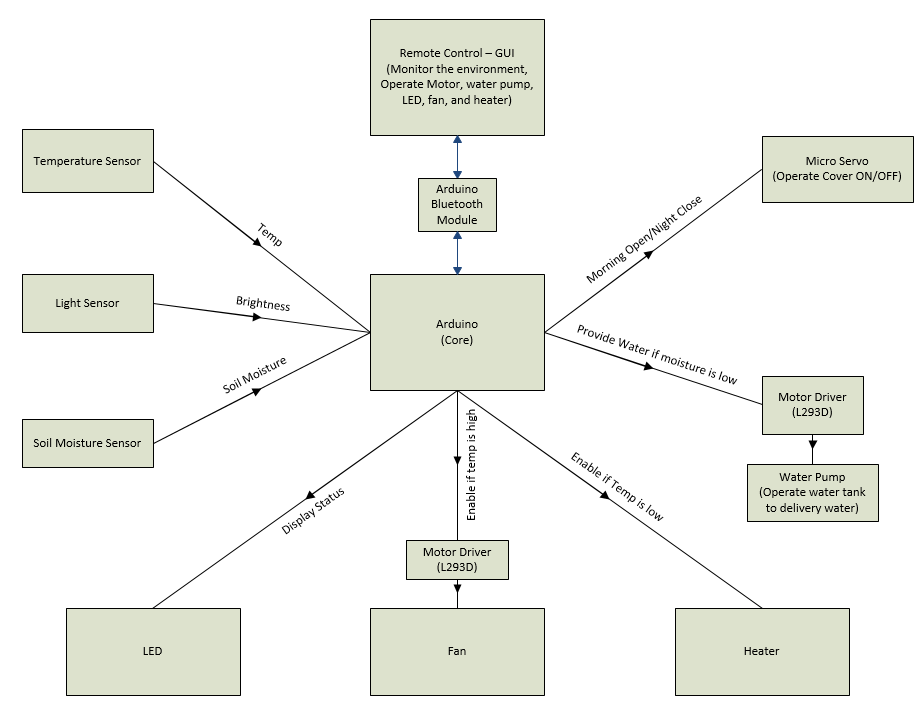 Remote Control – GUI
(Monitor the environment,
Operate Motor, water pump,
LED, fan, and heater)
Temperature Sensor
Micro Servo
(Operate Cover ON/OFF)
Arduino
Bluetooth
Module
Temp
Morning Open/Night Close
Light Sensor
Brightness
Arduino
(Core)
Provide Water if moisture is low
Soil Moisture
Motor Driver
(L293D)
Soil Moisture Sensor
Water Pump
(Operate water tank
to delivery water)
Display Status
Enable if temp is high
Enable if Temp is low
Motor Driver
(L293D)
LED
Fan
Heater